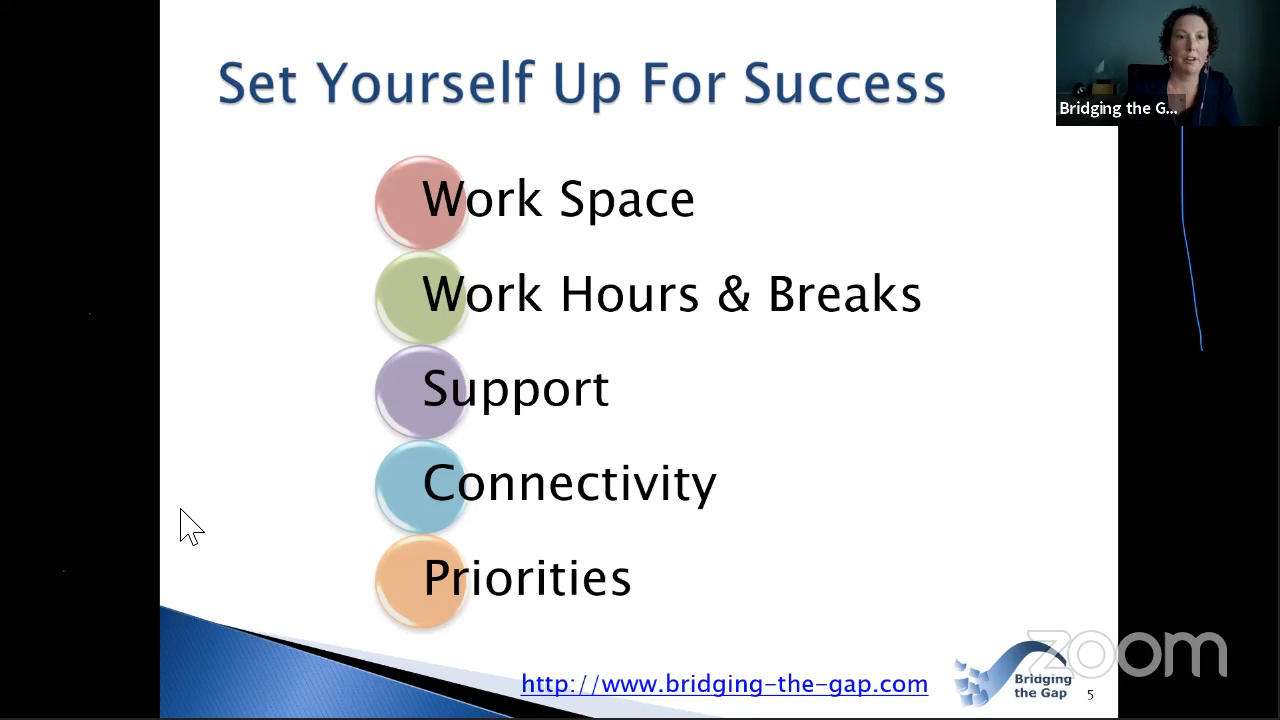 Set Yourself Up For Success
Bridging the G...
Work Space
Work Hours & Breaks
Support
Connectivity
Priorities
http://www.bridging-the-gap.com
Bridging
the Gap
5
zoom